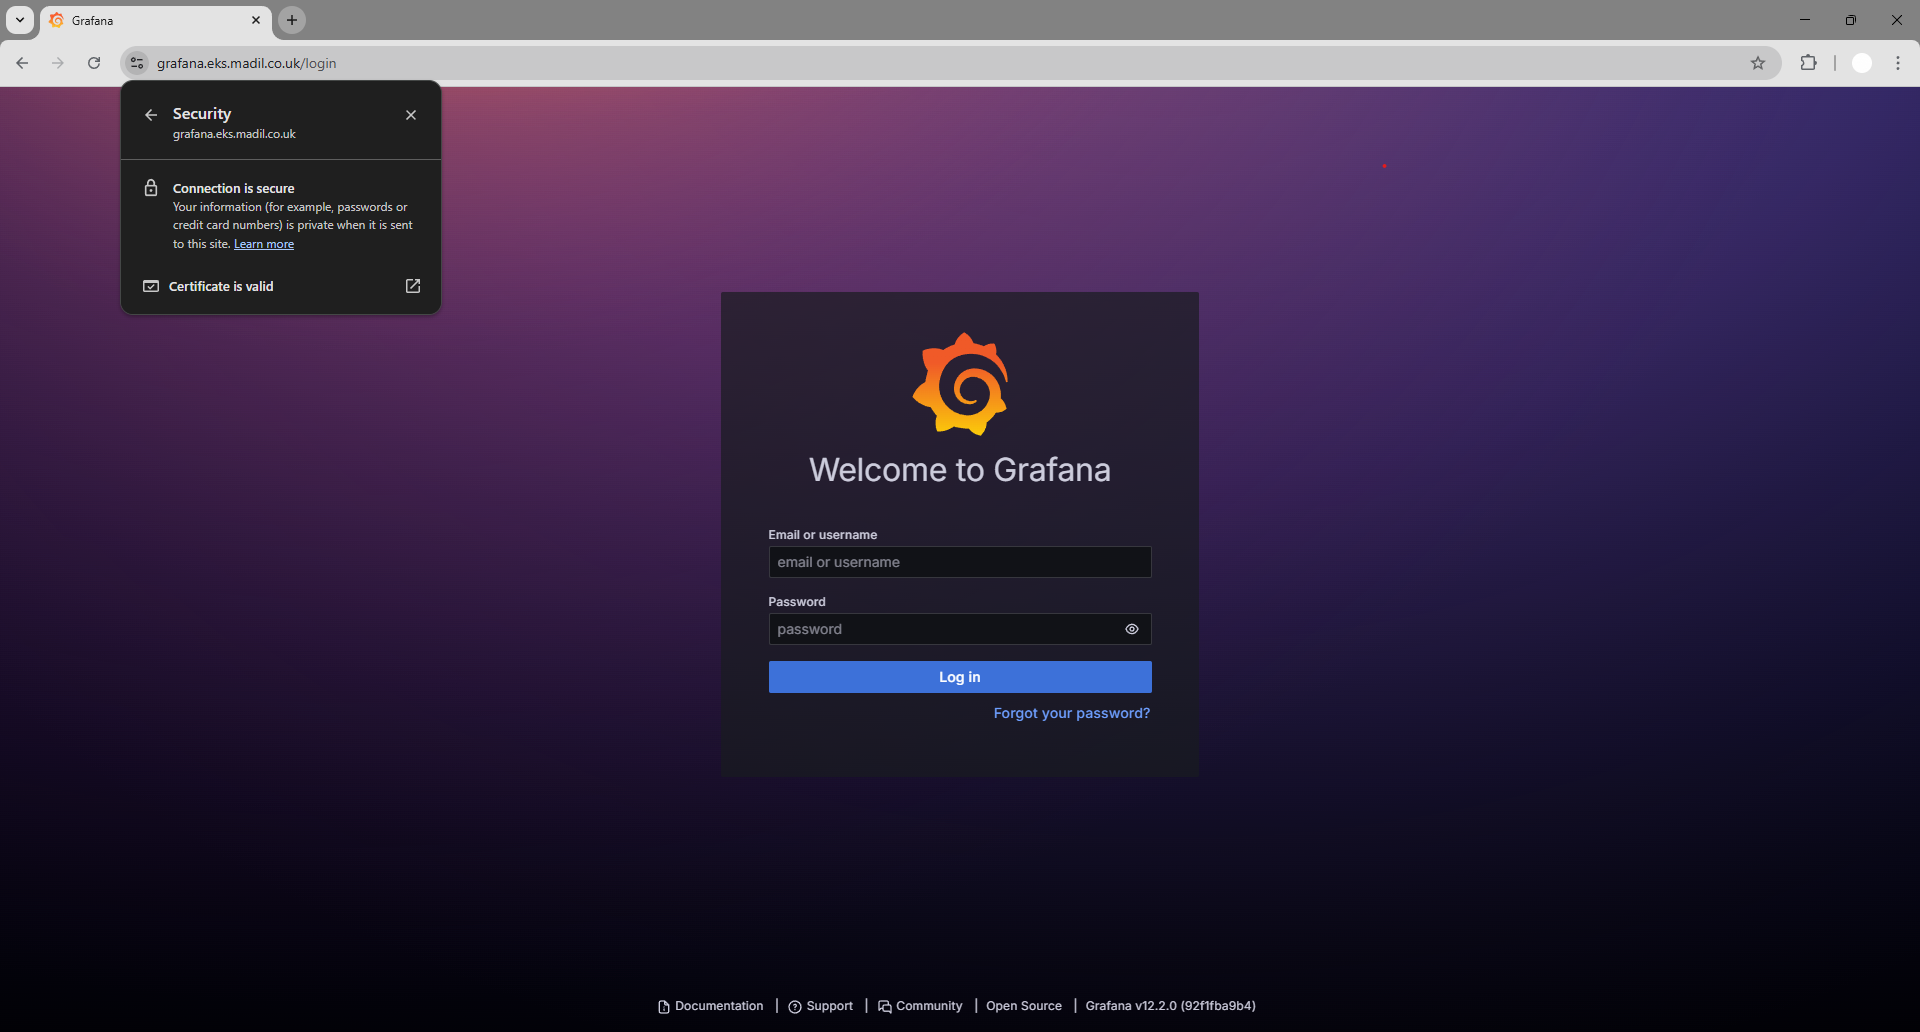 Grafana
grafana.eks.madil.co.uk/login
Security
grafana.eks.madil.co.uk
Connection is secure
Your information (for example, passwords or
credit card numbers) is private when it is sent
to this site. Learn more
Certificate is valid
Welcome to Grafana
Email or username
email or username
Password
password
Log in
Forgot your password?
Documentation | Support | Community | Open Source | Grafana v12.2.0 (92f1fba9b4)